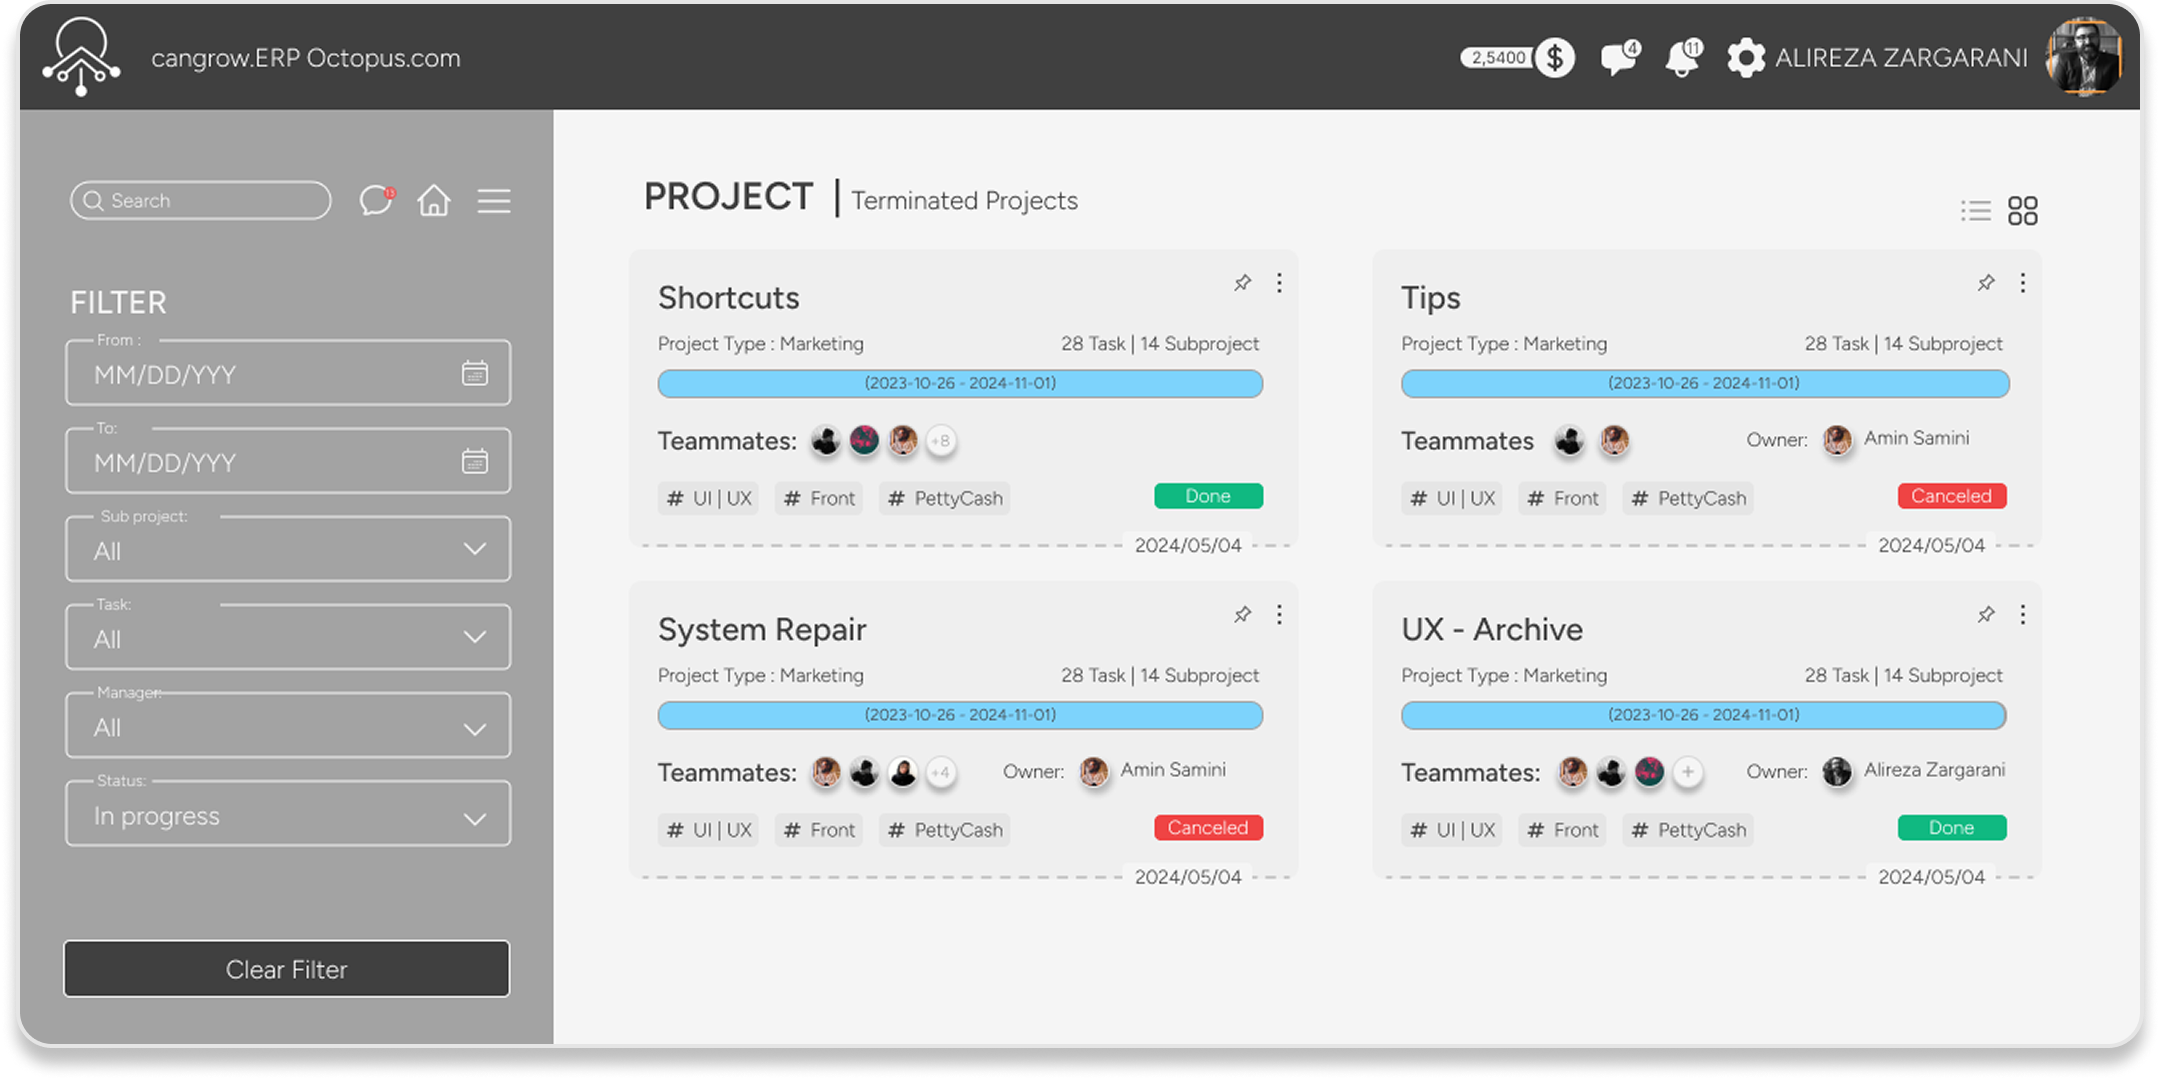 cangrow.ERP Octopus.com
2,5400
$
4
11
ALIREZA ZARGARANI
Search
13
FILTER
From :
MM/DD/YYY
To:
MM/DD/YYY
Sub project:
All
Task:
All
Manager:
All
Status:
In progress
Clear Filter
PROJECT | Terminated Projects
Shortcuts
Project Type : Marketing
28 Task | 14 Subproject
(2023-10-26 - 2024-11-01)
Teammates:
+8
# UI | UX
# Front
# PettyCash
Done
2024/05/04
Tips
Project Type : Marketing
28 Task | 14 Subproject
(2023-10-26 - 2024-11-01)
Teammates
Owner:
Amin Samini
# UI | UX
# Front
# PettyCash
Canceled
2024/05/04
System Repair
Project Type : Marketing
28 Task | 14 Subproject
(2023-10-26 - 2024-11-01)
Teammates:
+4
Owner:
Amin Samini
# UI | UX
# Front
# PettyCash
Canceled
2024/05/04
UX - Archive
Project Type : Marketing
28 Task | 14 Subproject
(2023-10-26 - 2024-11-01)
Teammates:
+
Owner:
Alireza Zargarani
# UI | UX
# Front
# PettyCash
Done
2024/05/04